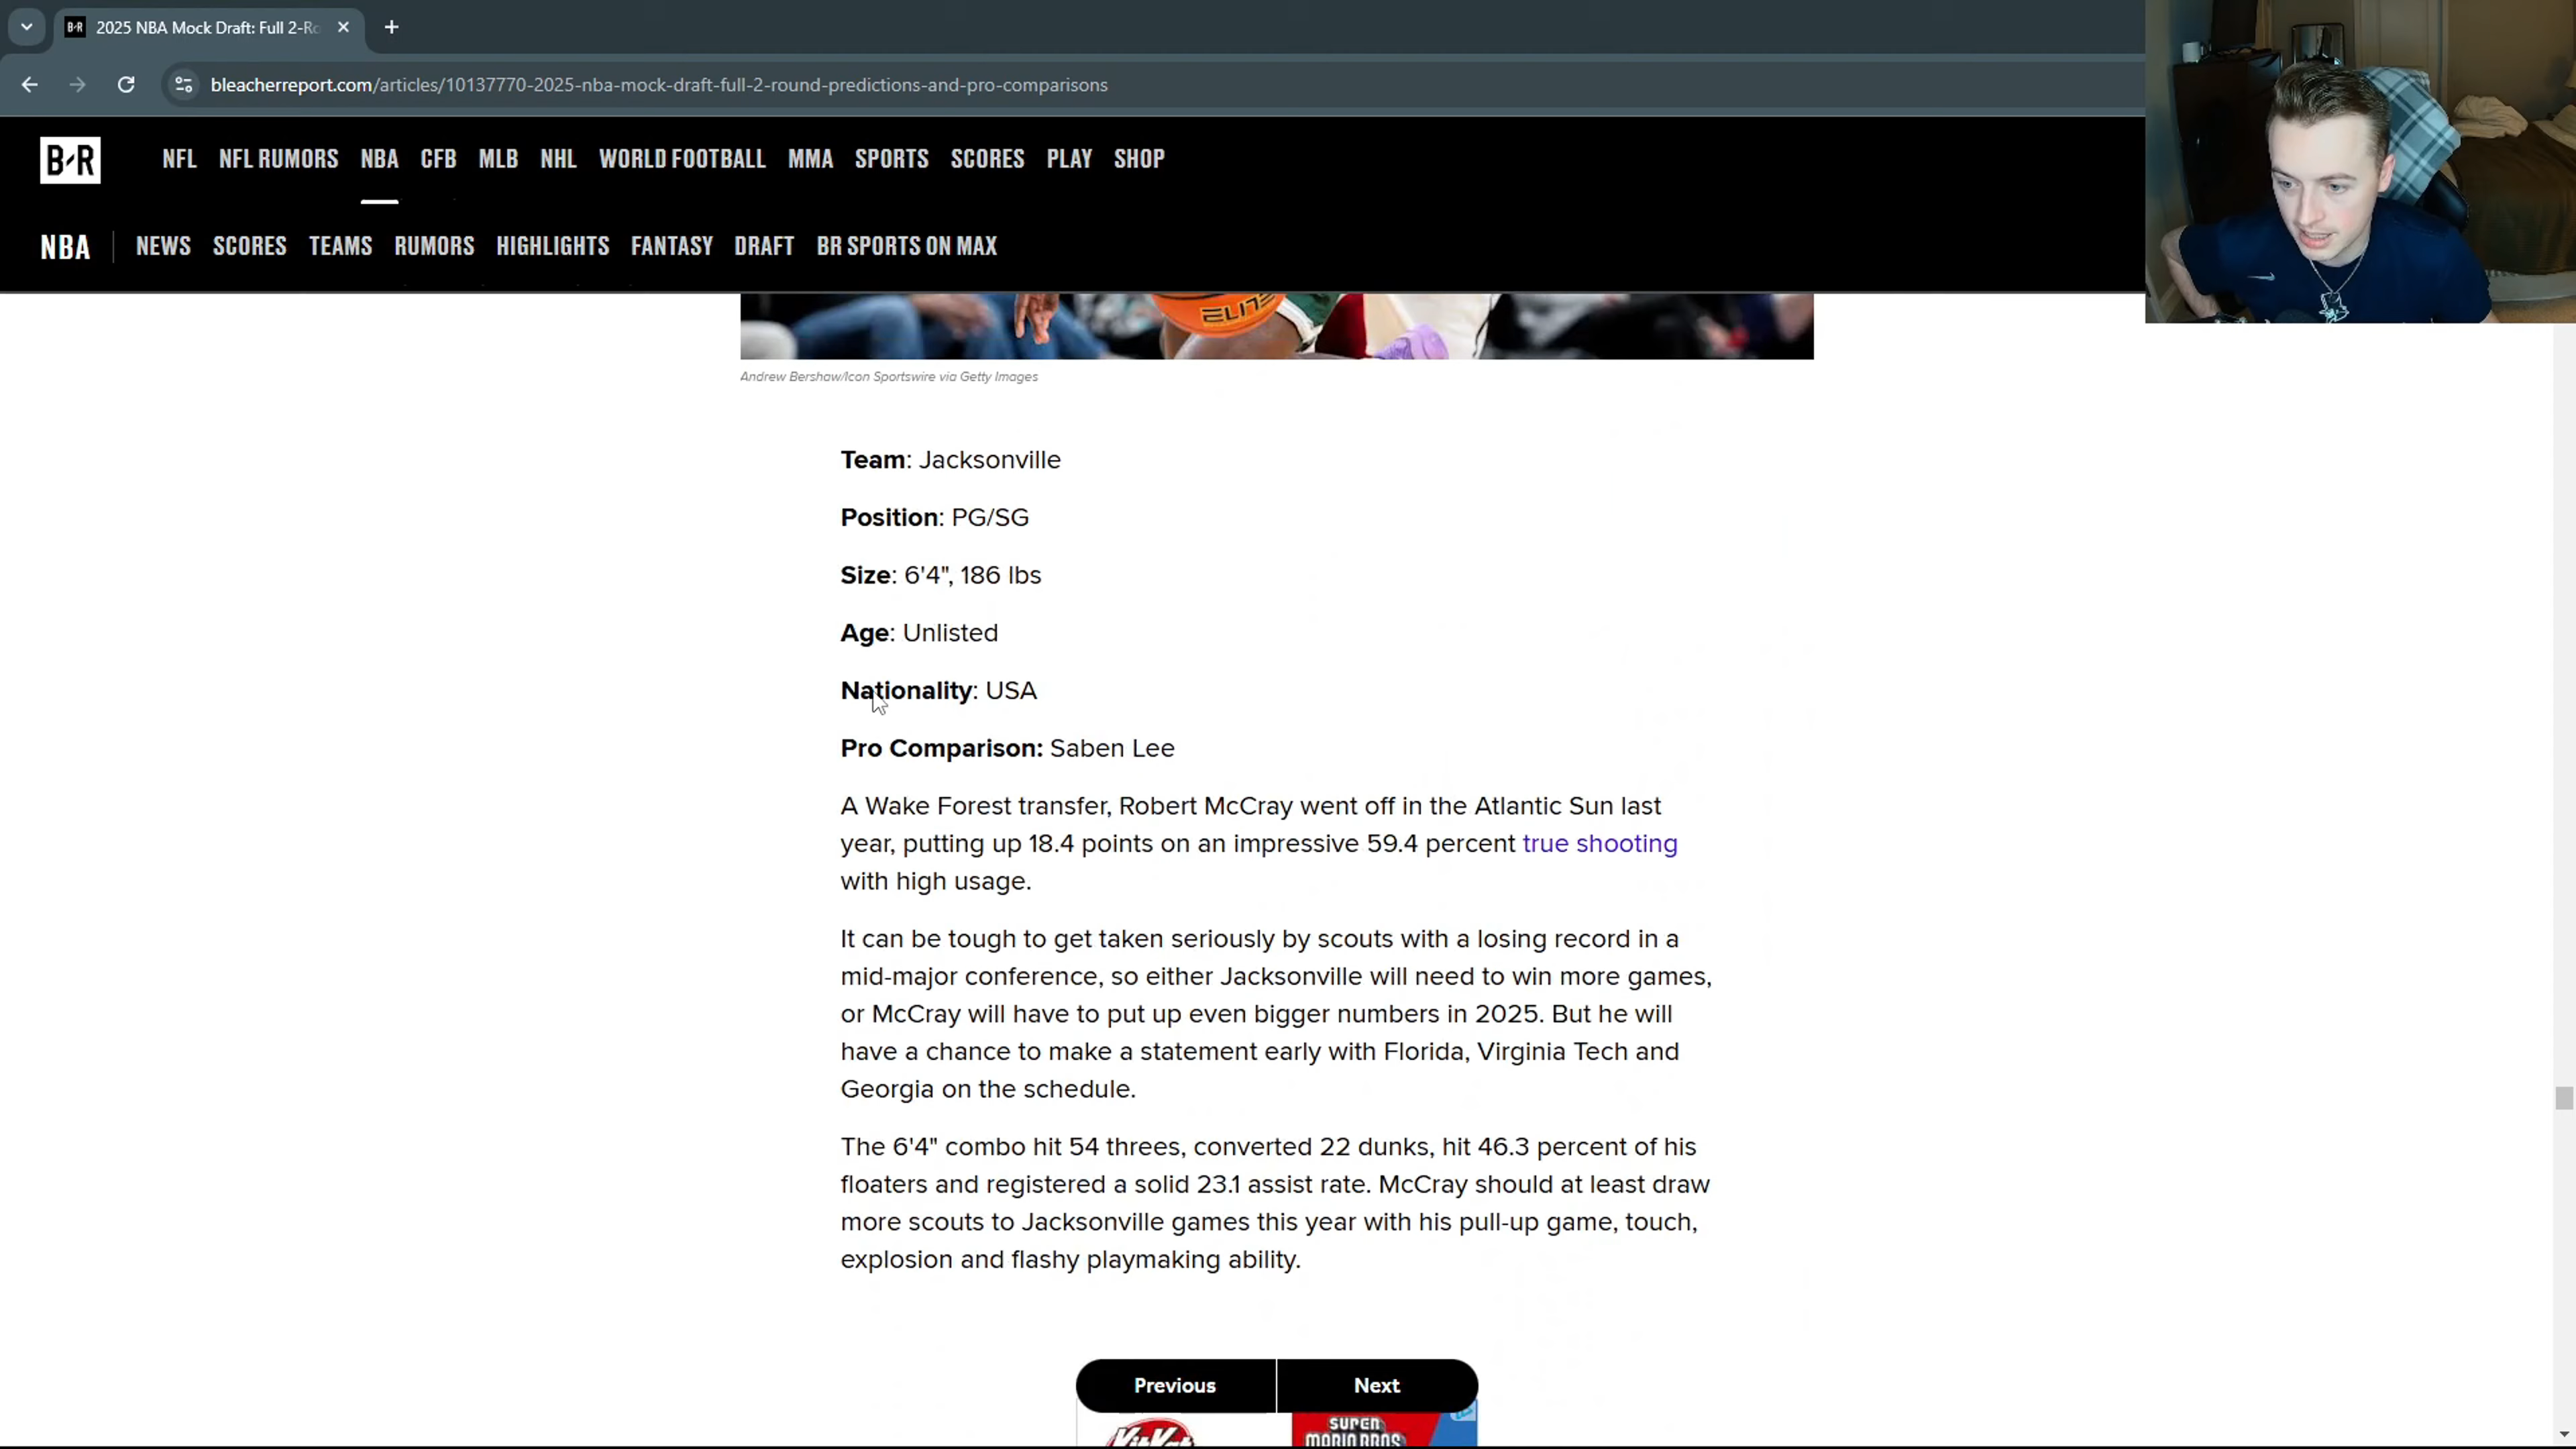 B-R 2025 NBA Mock Draft: Full 2-Ro
bleacherreport.com/articles/10137770-2025-nba-mock-draft-full-2-round-predictions-and-pro-comparisons
B-R NFL NFL RUMORS NBA CFB MLB NHL WORLD FOOTBALL MMA SPORTS SCORES PLAY SHOP
NBA NEWS SCORES TEAMS RUMORS HIGHLIGHTS FANTASY DRAFT BR SPORTS ON MAX
ELITE
Andrew Bershaw/Icon Sportswire via Getty Images
Team: Jacksonville
Position: PG/SG
Size: 6'4", 186 lbs
Age: Unlisted
Nationality: USA
Pro Comparison: Saben Lee
A Wake Forest transfer, Robert McCray went off in the Atlantic Sun last
year, putting up 18.4 points on an impressive 59.4 percent true shooting
with high usage.
It can be tough to get taken seriously by scouts with a losing record in a
mid-major conference, so either Jacksonville will need to win more games,
or McCray will have to put up even bigger numbers in 2025. But he will
have a chance to make a statement early with Florida, Virginia Tech and
Georgia on the schedule.
The 6'4" combo hit 54 threes, converted 22 dunks, hit 46.3 percent of his
floaters and registered a solid 23.1 assist rate. McCray should at least draw
more scouts to Jacksonville games this year with his pull-up game, touch,
explosion and flashy playmaking ability.
Previous Next
KitKat SUPER
MARIO BROS